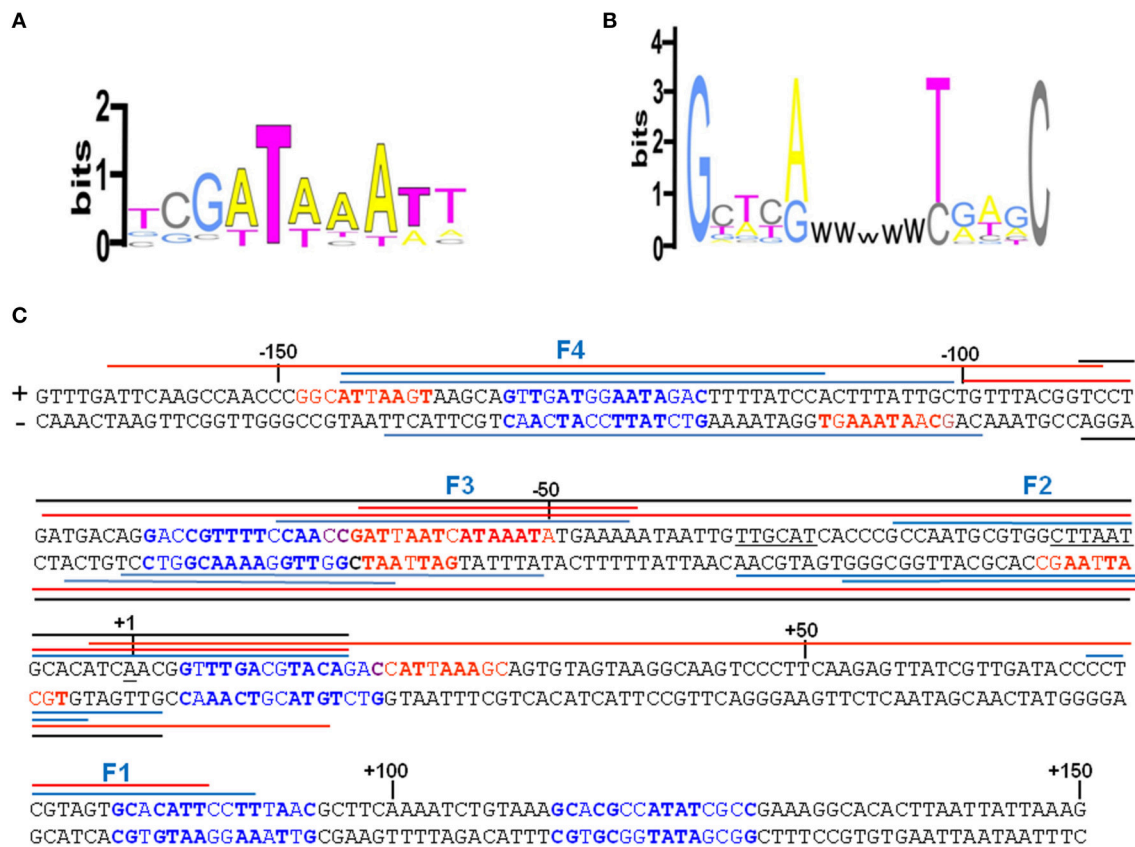 A
B
bits
2
1
0
TCGATAAATT
bits
4
3
2
1
0
GCTCAWWWWWTGAGC
C
-150
F4
-100
+ GTTTGATTCAAGCCAACCCGGCATTAAGTAAGCAGTTGATGGAATAGACTTTTATCCACTTTATTGCTGTTTACGGTCCT
- CAAACTAAGTTCGGTTGGGCCGTAATTCATTCGTCAACTACCTTATCTGAAAATAGGTGAAATAACGACAAATGCCAGGA
F3
-50
F2
GATGACAGGACCGTTTTCCAACCGATTAATCATAAATATGAAAAATAATTGTTGCATCACCCGCCAATGCGTGGCTTAAT
CTACTGTCCTGGCAAAAGGTTGGCTAATTAGTATTTATACTTTTTATTAACAACGTAGTGGGCGGTTACGCACCGAATTA
+1
+50
GCACATCAACGGTTTGACGTACAGACCATTAAAGCAGTGTAGTAAGGCAAGTCCCTTCAAGAGTTATCGTTGATACCCCT
CGTGTAGTTGCCAAACTGCATGTCTGGTAATTTCGTCACATCATTCCGTTCAGGGAAGTTCTCAATAGCAACTATGGGGA
F1
+100
+150
CGTAGTGCACATTCCTTTAACGCTTCAAAATCTGTAAAGCACGCCATATCGCCGAAAGGCACACTTAATTATTAAAG
GCATCACGTGTAAGGAAATTGCGAAGTTTTAGACATTTCGTGCGGTATAGCGGCTTTCCGTGTGAATTAATAATTTC